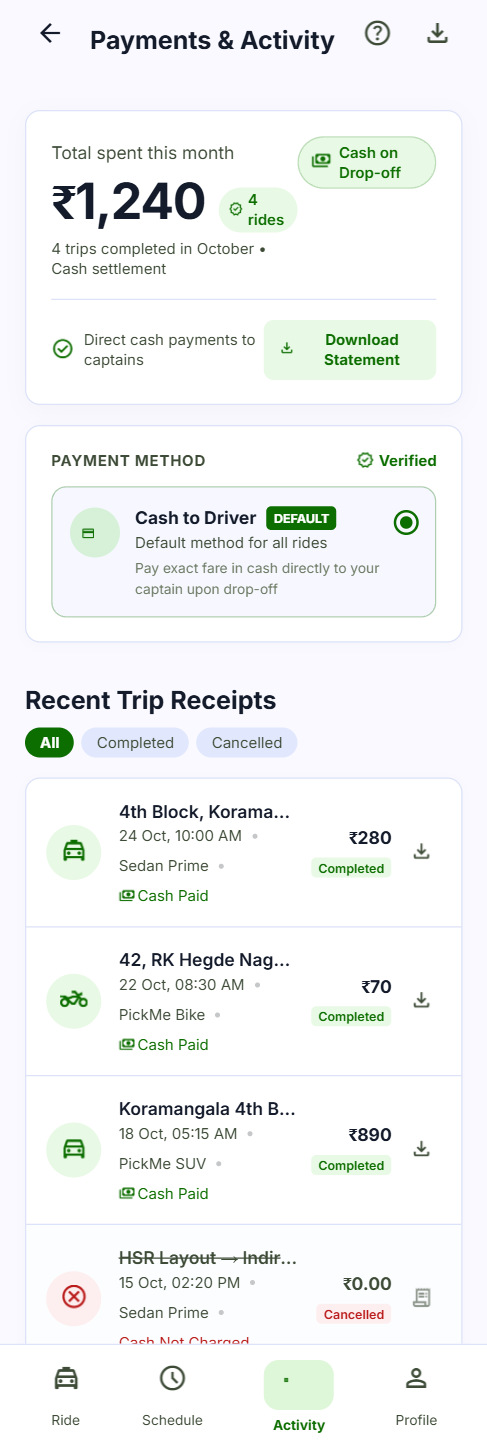 Payments & Activity
Total spent this month
Cash on
Drop-off
₹1,240
4
rides
4 trips completed in October •
Cash settlement
Direct cash payments to
captains
Download
Statement
PAYMENT METHOD
Verified
Cash to Driver
DEFAULT
Default method for all rides
Pay exact fare in cash directly to your
captain upon drop-off
Recent Trip Receipts
All
Completed
Cancelled
4th Block, Korama...
24 Oct, 10:00 AM •
Sedan Prime •
Cash Paid
₹280
Completed
42, RK Hegde Nag...
22 Oct, 08:30 AM •
PickMe Bike •
Cash Paid
₹70
Completed
Koramangala 4th B...
18 Oct, 05:15 AM •
PickMe SUV •
Cash Paid
₹890
Completed
HSR Layout → Indir...
15 Oct, 02:20 PM •
Sedan Prime •
Cash Not Charged
₹0.00
Cancelled
Ride
Schedule
Activity
Profile